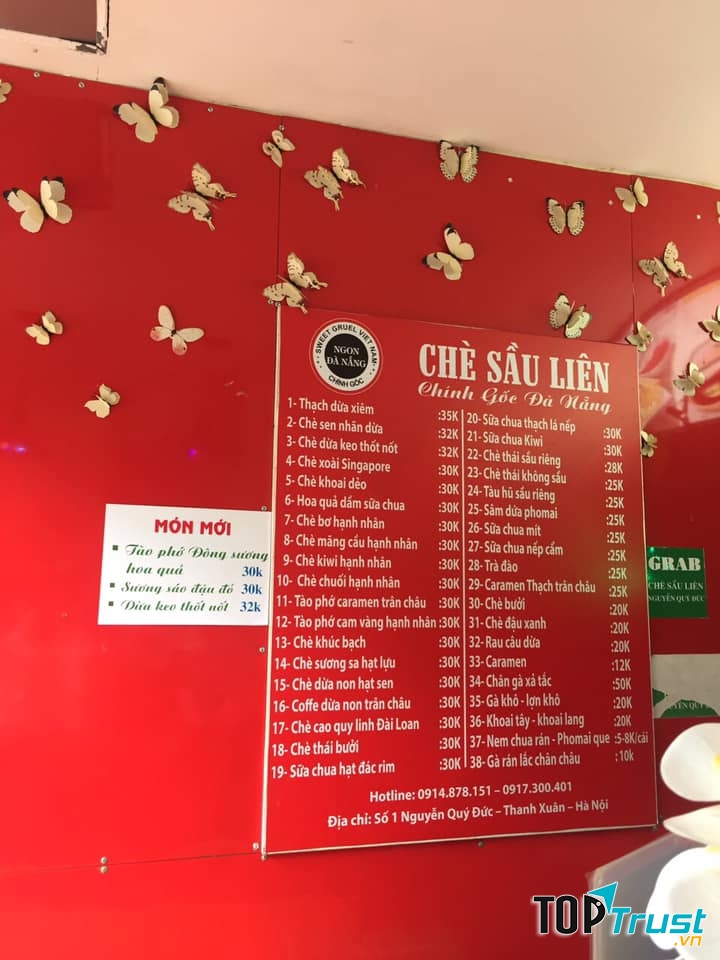 SWEET GRUEL VIET NAM
NGON
ĐÀ NẴNG
CHÍNH GỐC
CHÈ SẦU LIÊN
Chính Gốc Đà Nẵng
1- Thạch dừa xiêm :35K
2- Chè sen nhãn dừa :32K
3- Chè dừa keo thốt nốt :32K
4- Chè xoài Singapore :30K
5- Chè khoai dẻo :30K
6- Hoa quả dầm sữa chua :30K
7- Chè bơ hạnh nhân :30K
8- Chè mãng cầu hạnh nhân :30K
9- Chè kiwi hạnh nhân :30K
10- Chè chuối hạnh nhân :30K
11- Tào phớ caramen trân châu :30K
12- Tào phớ cam vàng hạnh nhân :30K
13- Chè khúc bạch :30K
14- Chè sương sa hạt lựu :30K
15- Chè dừa non hạt sen :30K
16- Coffe dừa non trân châu :30K
17- Chè cao quy linh Đài Loan :30K
18- Chè thái bưởi :30K
19- Sữa chua hạt đác rim :30K
20- Sữa chua thạch lá nếp :30K
21- Sữa chua Kiwi :30K
22- Chè thái sầu riêng :28K
23- Chè thái không sầu :25K
24- Tàu hũ sầu riêng :25K
25- Sâm dứa phomai :25K
26- Sữa chua mít :25K
27- Sữa chua nếp cẩm :25K
28- Trà đào :25K
29- Caramen Thạch trân châu :25K
30- Chè bưởi :20K
31- Chè đậu xanh :20K
32- Rau câu dừa :20K
33- Caramen :12K
34- Chân gà xả tắc :50K
35- Gà khô - lợn khô :20K
36- Khoai tây - khoai lang :20K
37- Nem chua rán - Phomai que :5-8K/cái
38- Gà rán lắc chân châu : 10k
Hotline: 0914.878.151 – 0917.300.401
Địa chỉ: Số 1 Nguyễn Quý Đức – Thanh Xuân – Hà Nội
MÓN MỚI
Tào phớ Đông sương
hoa quả 30k
Sương sáo đậu đỏ 30k
Dừa keo thốt nốt 32k
GRAB
CHÈ SẦU LIÊN
NGUYỄN QUÝ ĐỨC
TOPTrust.vn